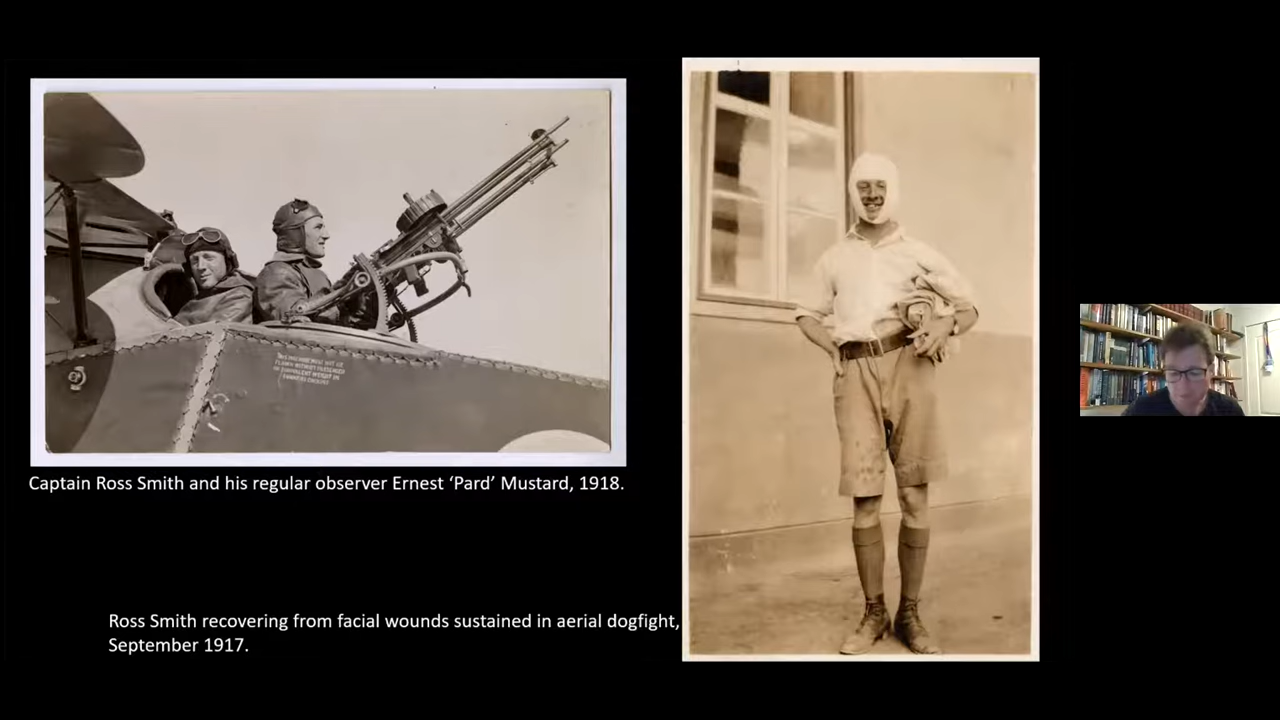 Captain Ross Smith and his regular observer Ernest ‘Pard’ Mustard, 1918.
Ross Smith recovering from facial wounds sustained in aerial dogfight,
September 1917.